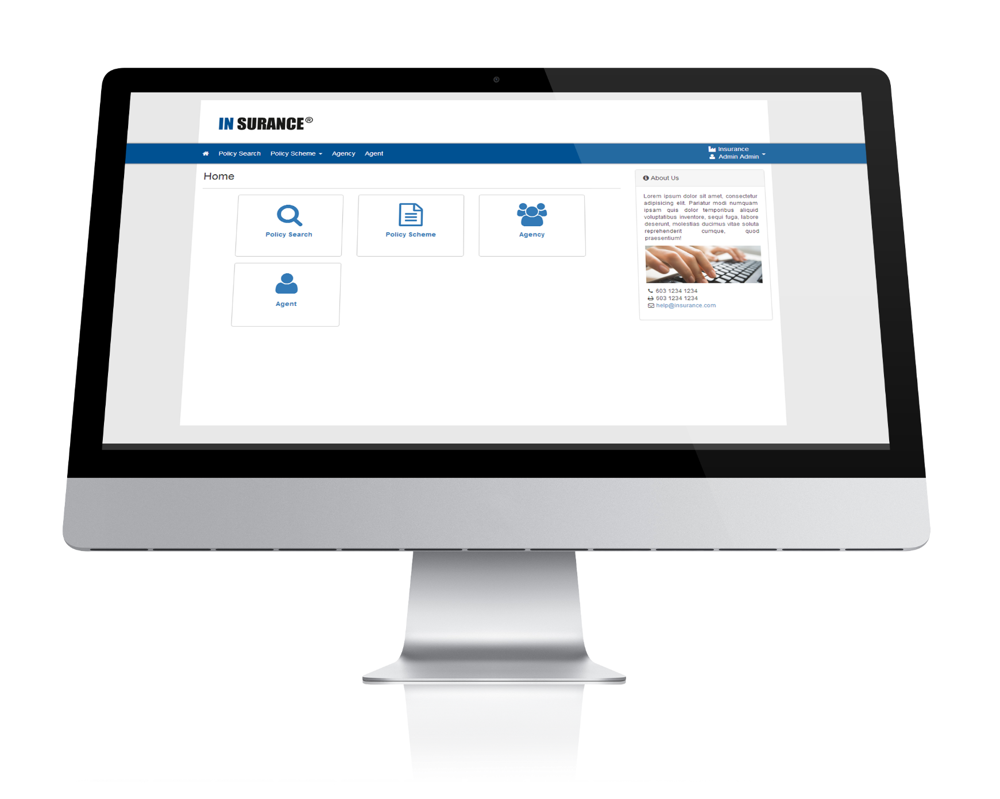 IN SURANCE®
Policy Search Policy Scheme Agency Agent
Insurance
Admin Admin
Home
Policy Search
Policy Scheme
Agency
Agent
About Us
Lorem ipsum dolor sit amet, consectetur
adipisicing elit. Pariatur modi numquam
ipsam quis dolor temporibus aliquid
voluptatibus inventore, sequi fuga, labore
deserunt, molestias ducimus vitae soluta
reprehenderit cumque, quod
praesentium!
603 1234 1234
603 1234 1234
help@insurance.com